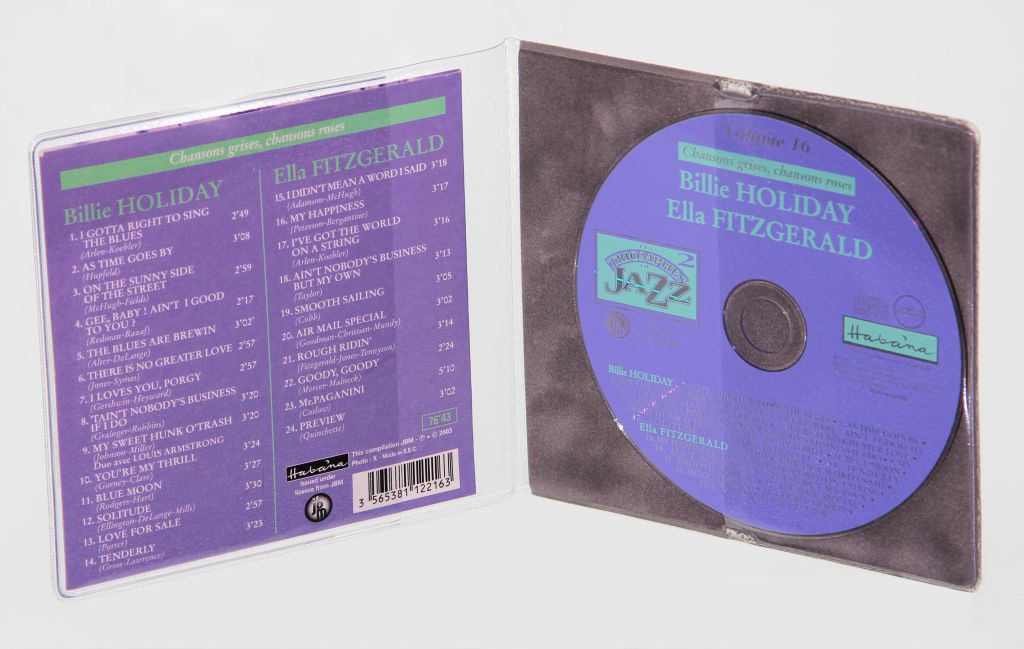 Chansons grises, chansons roses
Billie HOLIDAY
1. I GOTTA RIGHT TO SING
THE BLUES 2'49
(Arlen-Koehler)
2. AS TIME GOES BY 3'08
(Hupfeld)
3. ON THE SUNNY SIDE
OF THE STREET 2'59
(McHugh-Fields)
4. GEE, BABY ! AIN'T I GOOD
TO YOU ? 2'17
(Redman-Razaf)
5. THE BLUES ARE BREWIN 3'02'
(Alter-DeLange)
6. THERE IS NO GREATER LOVE 2'57
(Jones-Symes)
7. I LOVES YOU, PORGY 2'57
(Gershwin-Heyward)
8. 'TAIN'T NOBODY'S BUSINESS
IF I DO 3'20
(Grainger-Robbins)
9. MY SWEET HUNK O'TRASH 3'20
(Johnson-Miller)
Duo avec LOUIS ARMSTRONG
10. YOU'RE MY THRILL 3'24
(Gorney-Clare)
11. BLUE MOON 3'27
(Rodgers-Hart)
12. SOLITUDE 3'30
(Ellington-DeLange-Mills)
13. LOVE FOR SALE 2'57
(Porter)
14. TENDERLY 3'23
(Gross-Lawrence)
Ella FITZGERALD
15. I DIDN'T MEAN A WORD I SAID 3'18
(Adamson-McHugh)
16. MY HAPPINESS 3'17
(Peterson-Bergantine)
17. I'VE GOT THE WORLD
ON A STRING 3'16
(Arlen-Koehler)
18. AIN'T NOBODY'S BUSINESS
BUT MY OWN 3'13
(Taylor)
19. SMOOTH SAILING 3'05
(Cobb)
20. AIR MAIL SPECIAL 3'02
(Goodman-Christian-Mundy)
21. ROUGH RIDIN' 3'14
(Fitzgerald-Jones-Tennyson)
22. GOODY, GOODY 2'24
(Mercer-Malneck)
23. Mr.PAGANINI 5'10
(Coslow)
24. PREVIEW 3'02
(Quinchette)
76'43
Habana
Issued under
licence from JBM
This compilation JBM - ℗ - © 2003
Photo - X - Made in E.E.C.
jbm
3 565381 122163
Volume 16
Chansons grises, chansons roses
Billie HOLIDAY
Ella FITZGERALD
TRIOMPHES
2
JAZZ
jbm
Habana
Billie HOLIDAY
Ella FITZGERALD